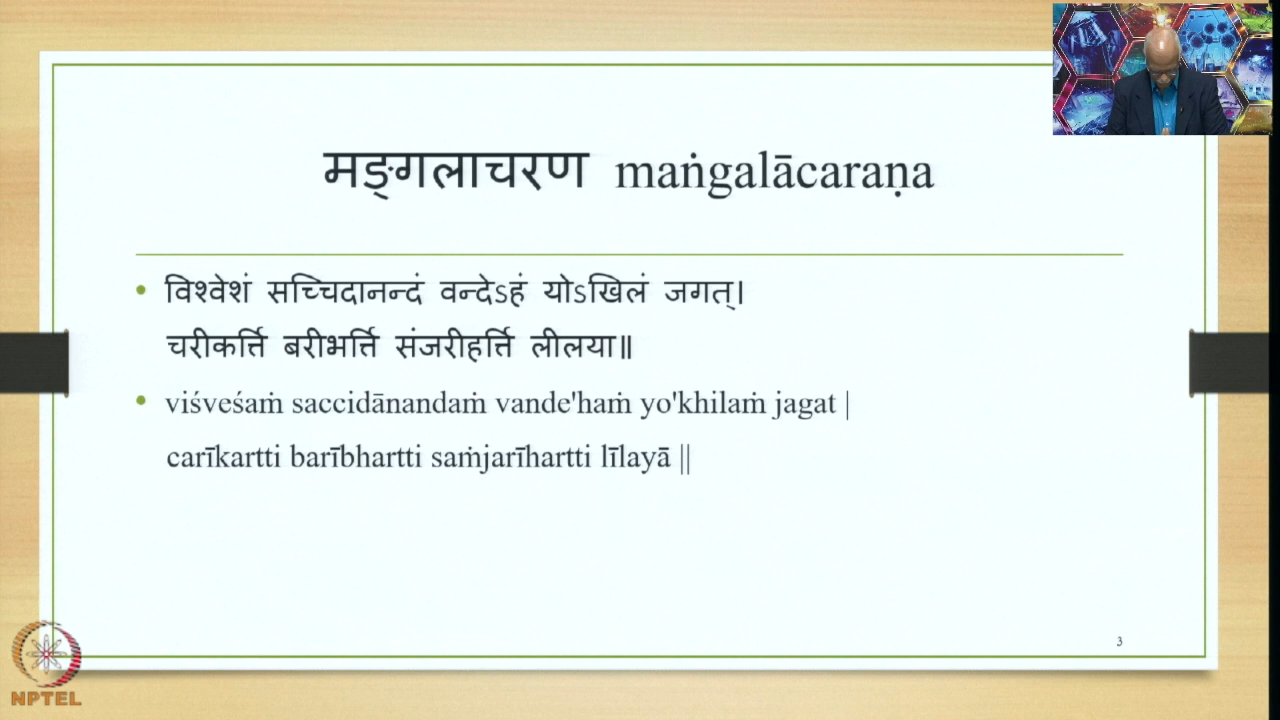 मङ्गलाचरण maṅgalācaraṇa
• विश्वेशं सच्चिदानन्दं वन्देऽहं योऽखिलं जगत्।
चरीकर्त्ति बरीभर्त्ति संजरीहर्त्ति लीलया॥
• viśveśaṁ saccidānandaṁ vande'haṁ yo'khilaṁ jagat |
carīkartti barībhartti saṁjarīhartti līlayā ||
3
NPTEL